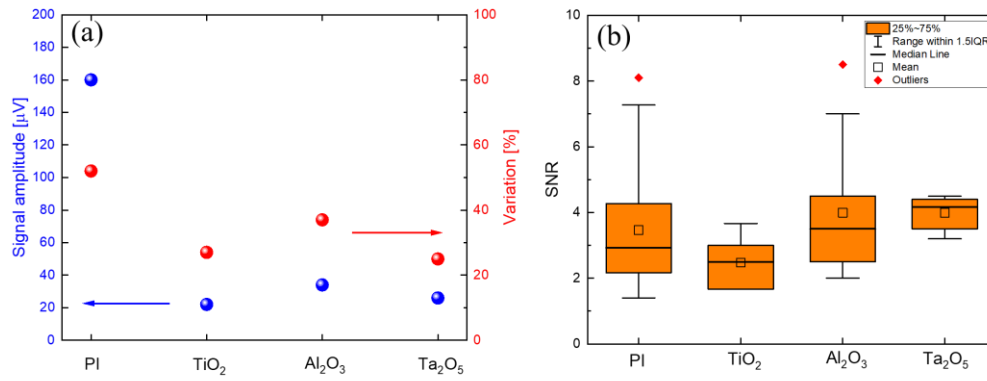 (a)
Signal amplitude [μV]
200
180
160
140
120
100
80
60
40
20
0
100
80
60
40
20
0
Variation [%]
PI TiO₂ Al₂O₃ Ta₂O₅
(b)
SNR
10
8
6
4
2
0
25%~75%
Range within 1.5IQR
Median Line
Mean
Outliers
PI TiO₂ Al₂O₃ Ta₂O₅